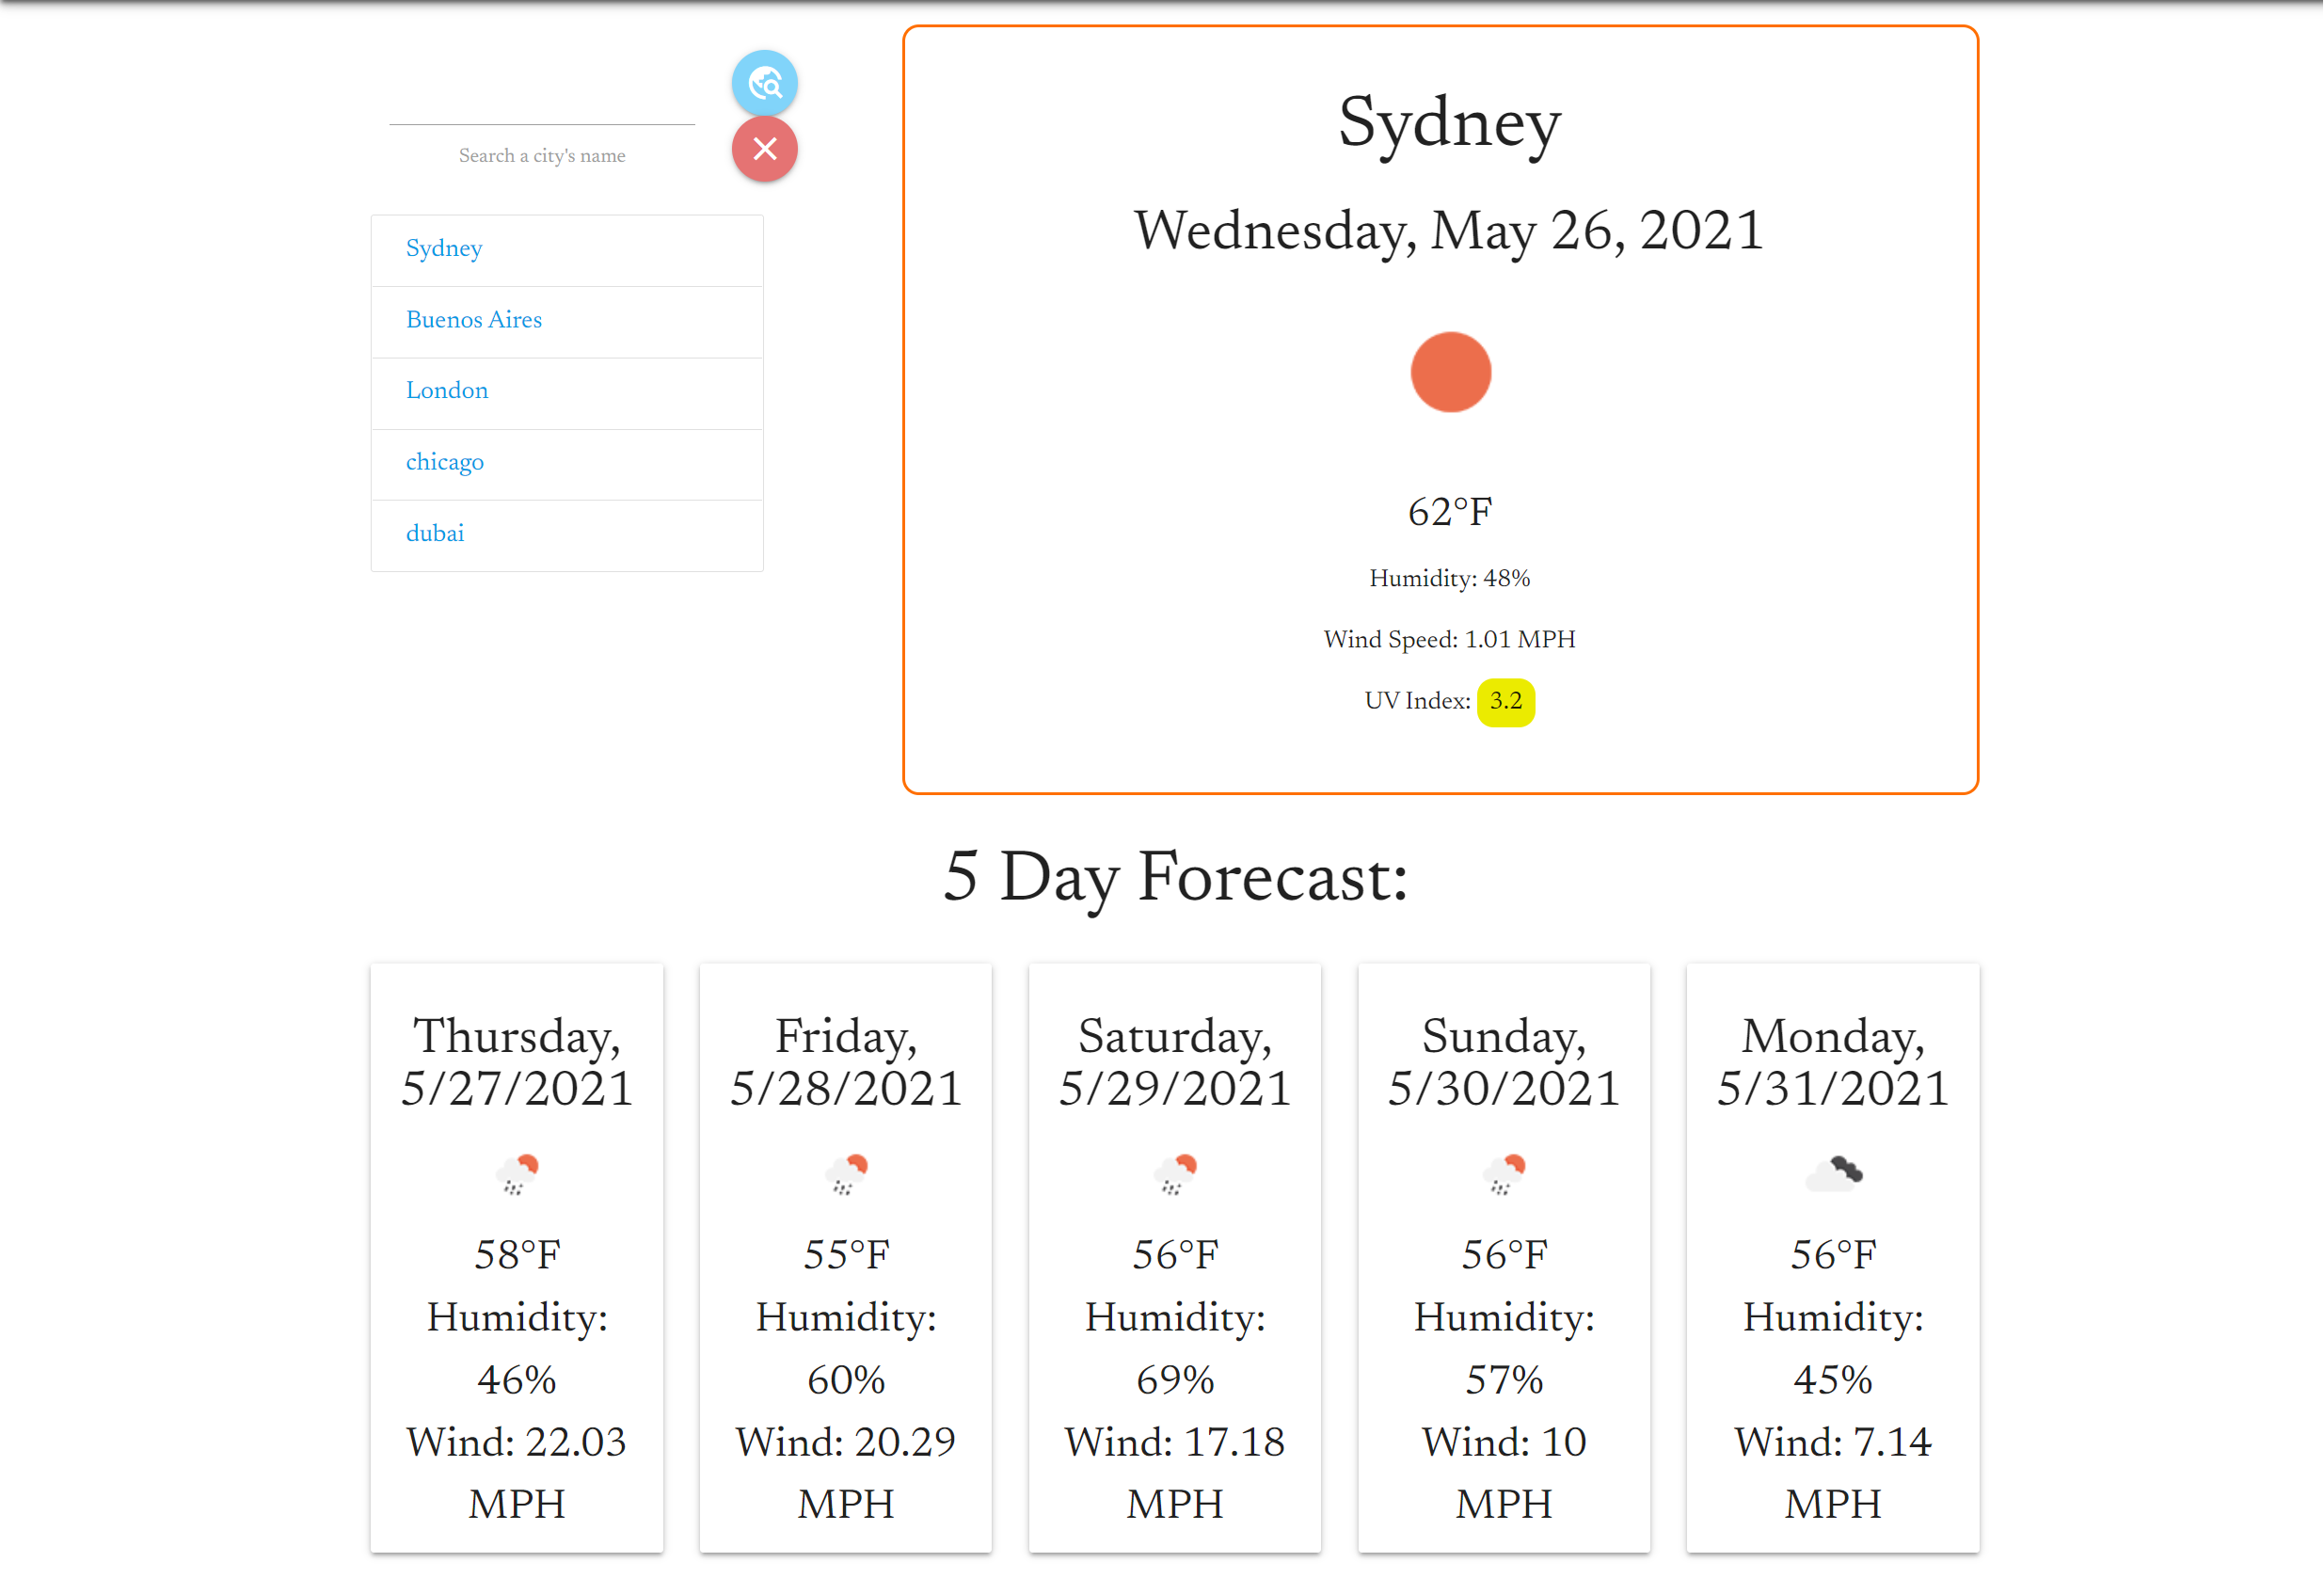 Search a city's name
Sydney
Buenos Aires
London
chicago
dubai
Sydney
Wednesday, May 26, 2021
62°F
Humidity: 48%
Wind Speed: 1.01 MPH
UV Index: 3.2
5 Day Forecast:
Thursday,
5/27/2021
58°F
Humidity:
46%
Wind: 22.03
MPH
Friday,
5/28/2021
55°F
Humidity:
60%
Wind: 20.29
MPH
Saturday,
5/29/2021
56°F
Humidity:
69%
Wind: 17.18
MPH
Sunday,
5/30/2021
56°F
Humidity:
57%
Wind: 10
MPH
Monday,
5/31/2021
56°F
Humidity:
45%
Wind: 7.14
MPH